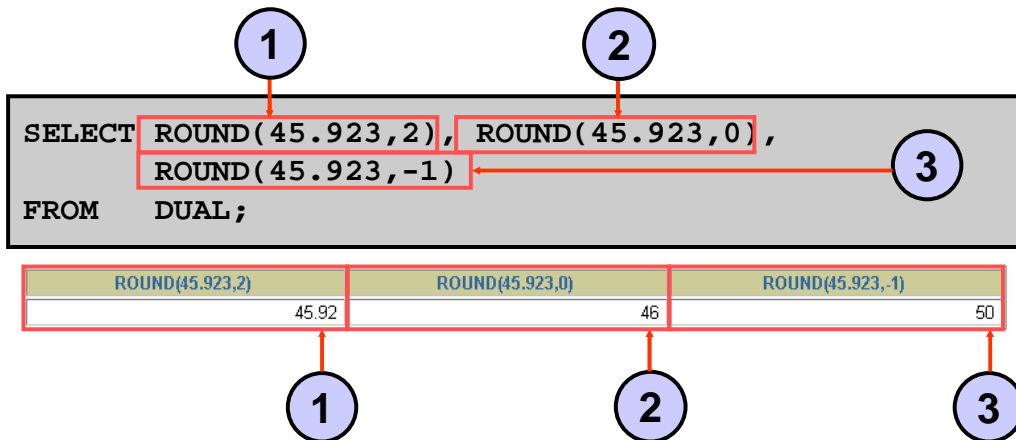 1 2
SELECT ROUND(45.923,2), ROUND(45.923,0),
ROUND(45.923,-1) 3
FROM DUAL;
ROUND(45.923,2) ROUND(45.923,0) ROUND(45.923,-1)
45.92 46 50
1 2 3